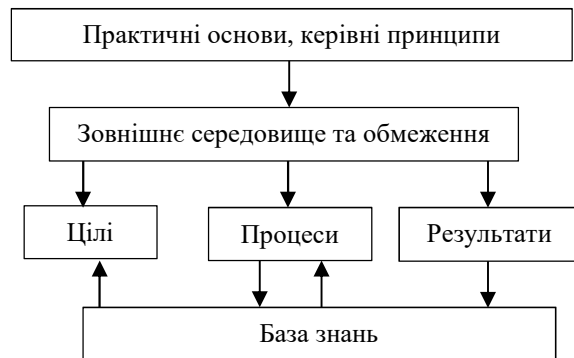 Практичні основи, керівні принципи
Зовнішнє середовище та обмеження
Цілі
Процеси
Результати
База знань